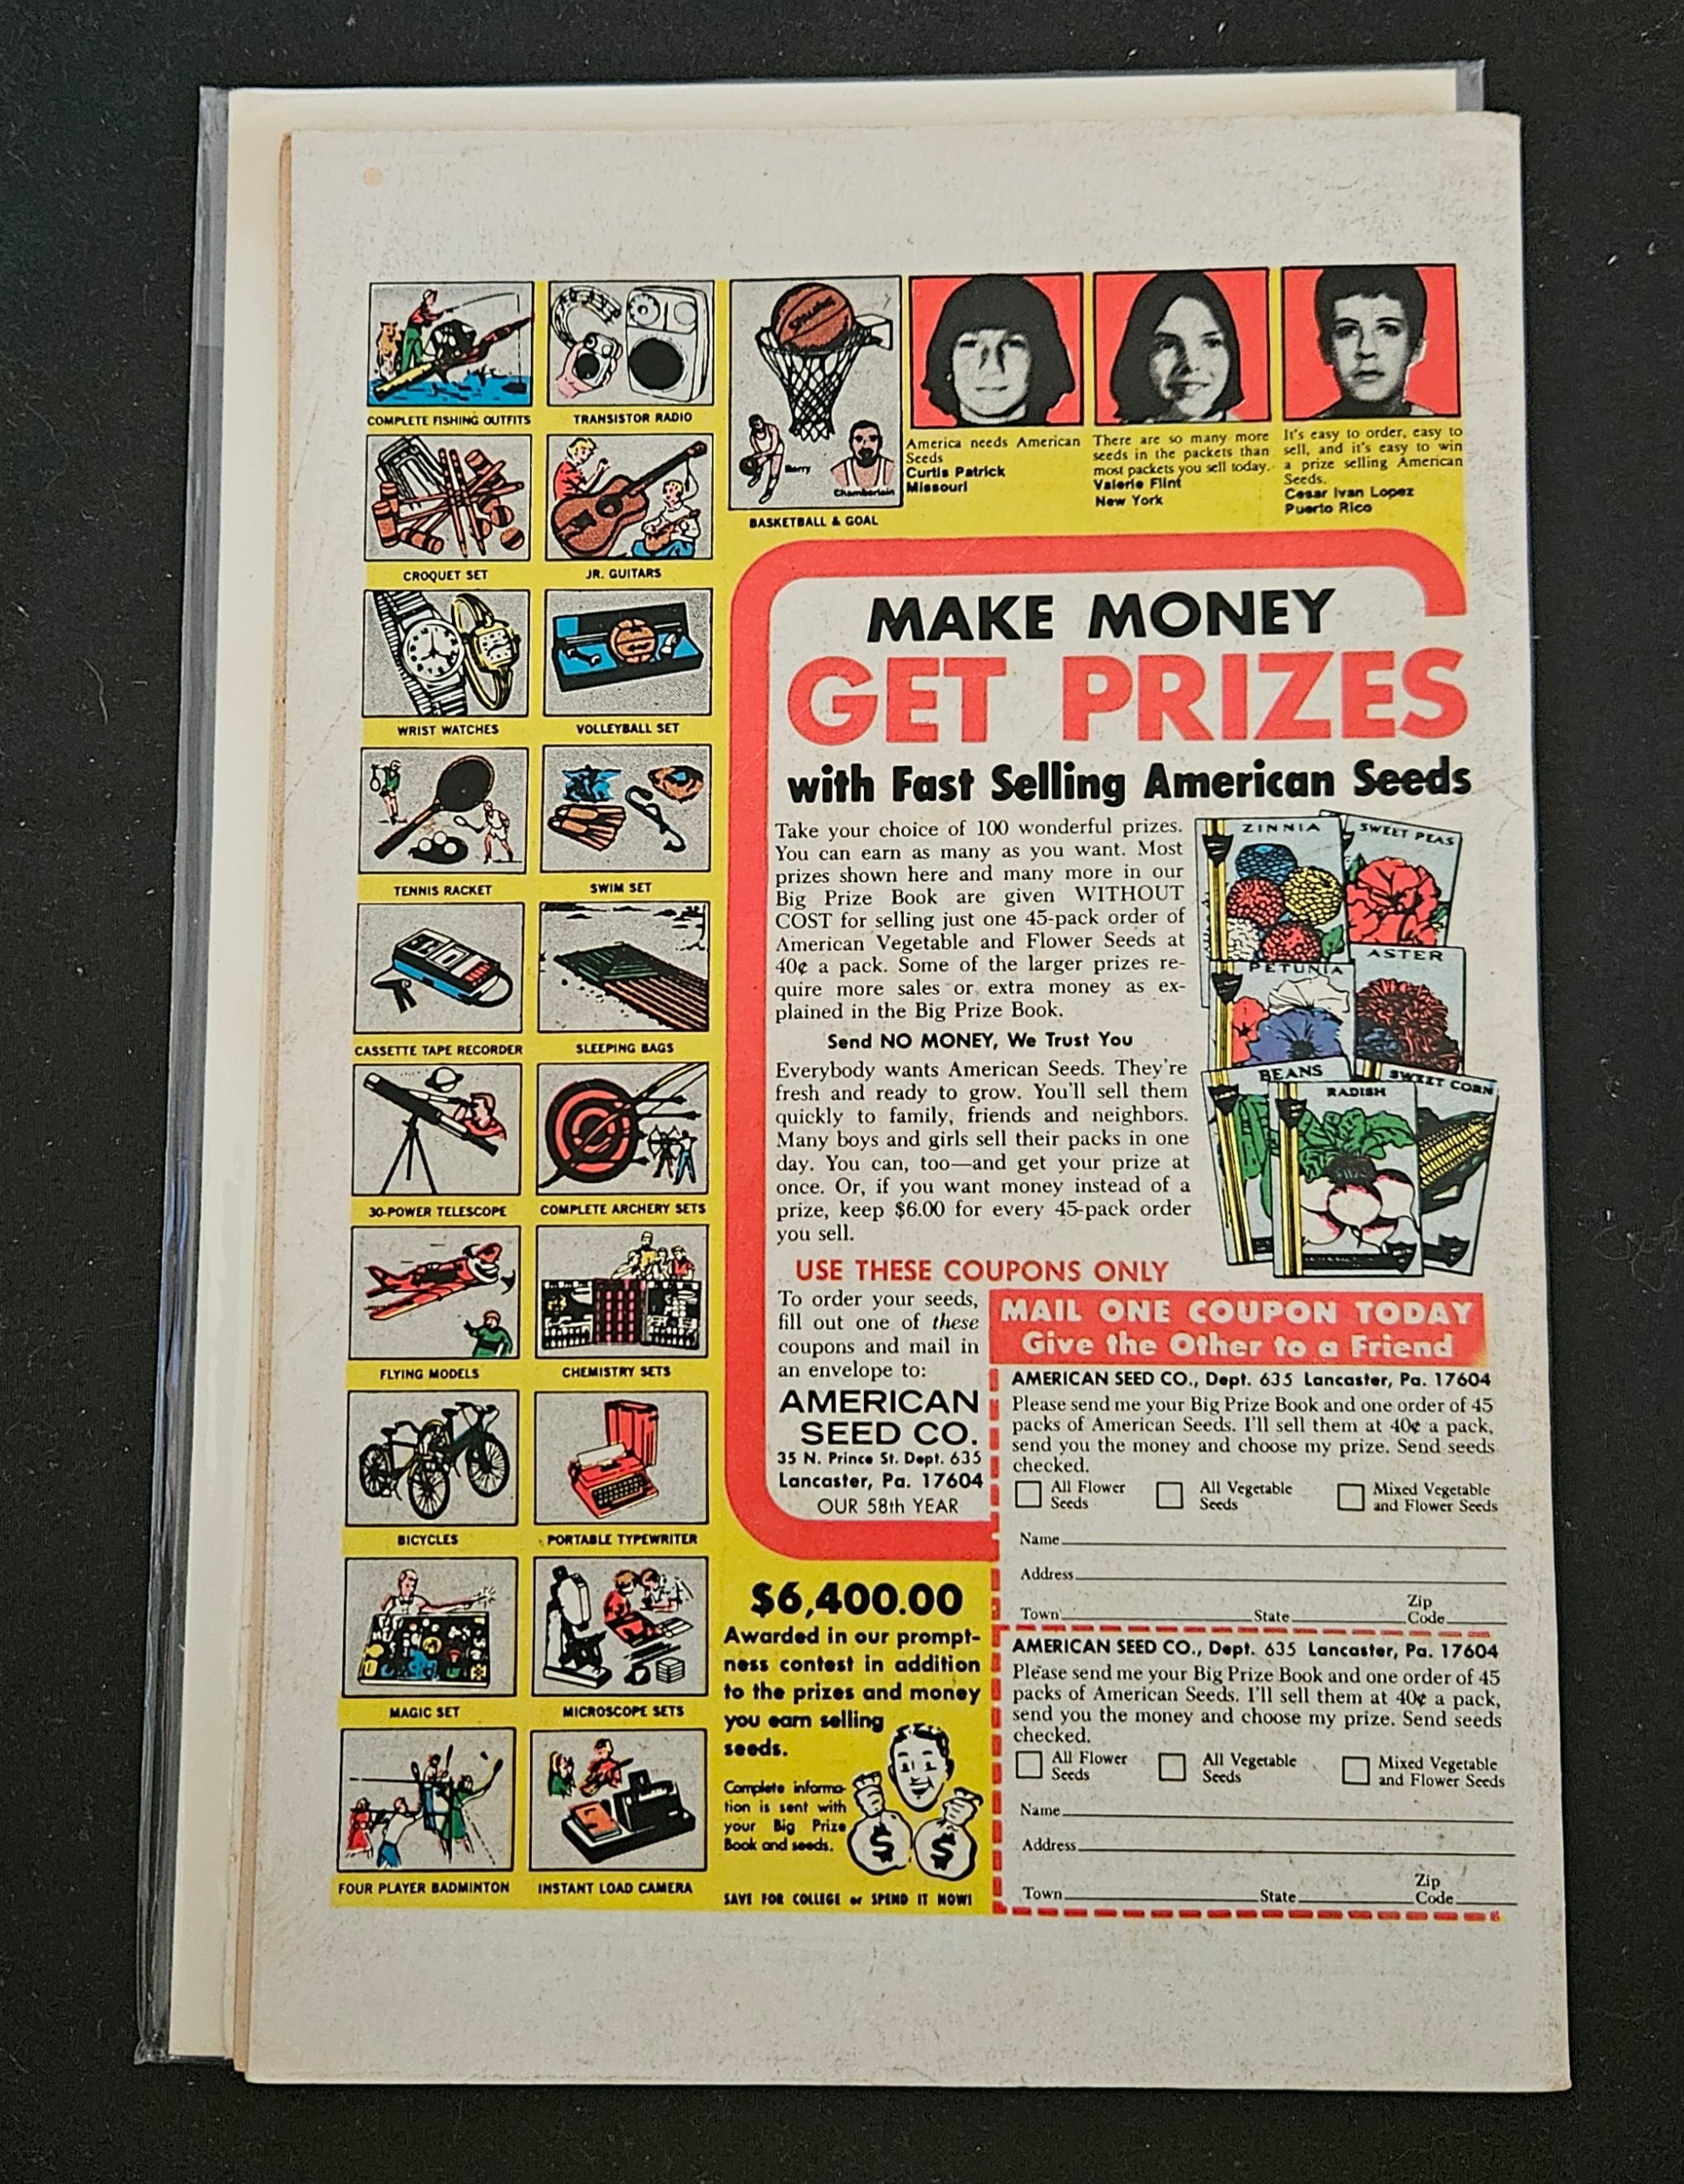 COMPLETE FISHING OUTFITS
TRANSISTOR RADIO
CROQUET SET
JR. GUITARS
WRIST WATCHES
VOLLEYBALL SET
TENNIS RACKET
SWIM SET
CASSETTE TAPE RECORDER
SLEEPING BAGS
30-POWER TELESCOPE
COMPLETE ARCHERY SETS
FLYING MODELS
CHEMISTRY SETS
BICYCLES
PORTABLE TYPEWRITER
MAGIC SET
MICROSCOPE SETS
FOUR PLAYER BADMINTON
INSTANT LOAD CAMERA
Spalding
Barry
Chamberlain
BASKETBALL & GOAL
America needs American
Seeds
Curtis Patrick
Missouri
There are so many more
seeds in the packets than
most packets you sell today.
Valerie Flint
New York
It's easy to order, easy to
sell, and it's easy to win
a prize selling American
Seeds.
Cesar Ivan Lopez
Puerto Rico
MAKE MONEY
GET PRIZES
with Fast Selling American Seeds
Take your choice of 100 wonderful prizes.
You can earn as many as you want. Most
prizes shown here and many more in our
Big Prize Book are given WITHOUT
COST for selling just one 45-pack order of
American Vegetable and Flower Seeds at
40¢ a pack. Some of the larger prizes re-
quire more sales or extra money as ex-
plained in the Big Prize Book.
Send NO MONEY, We Trust You
Everybody wants American Seeds. They're
fresh and ready to grow. You'll sell them
quickly to family, friends and neighbors.
Many boys and girls sell their packs in one
day. You can, too—and get your prize at
once. Or, if you want money instead of a
prize, keep $6.00 for every 45-pack order
you sell.
ZINNIA
SWEET PEAS
PETUNIA
ASTER
BEANS
RADISH
SWEET CORN
USE THESE COUPONS ONLY
To order your seeds,
fill out one of these
coupons and mail in
an envelope to:
AMERICAN
SEED CO.
35 N. Prince St. Dept. 635
Lancaster, Pa. 17604
OUR 58th YEAR
$6,400.00
Awarded in our prompt-
ness contest in addition
to the prizes and money
you earn selling
seeds.
Complete informa-
tion is sent with
your Big Prize
Book and seeds.
$ $
SAVE FOR COLLEGE or SPEND IT NOW!
MAIL ONE COUPON TODAY
Give the Other to a Friend
AMERICAN SEED CO., Dept. 635 Lancaster, Pa. 17604
Please send me your Big Prize Book and one order of 45
packs of American Seeds. I'll sell them at 40¢ a pack,
send you the money and choose my prize. Send seeds
checked.
All Flower Seeds
All Vegetable Seeds
Mixed Vegetable and Flower Seeds
Name
Address
Town State Zip Code
AMERICAN SEED CO., Dept. 635 Lancaster, Pa. 17604
Please send me your Big Prize Book and one order of 45
packs of American Seeds. I'll sell them at 40¢ a pack,
send you the money and choose my prize. Send seeds
checked.
All Flower Seeds
All Vegetable Seeds
Mixed Vegetable and Flower Seeds
Name
Address
Town State Zip Code